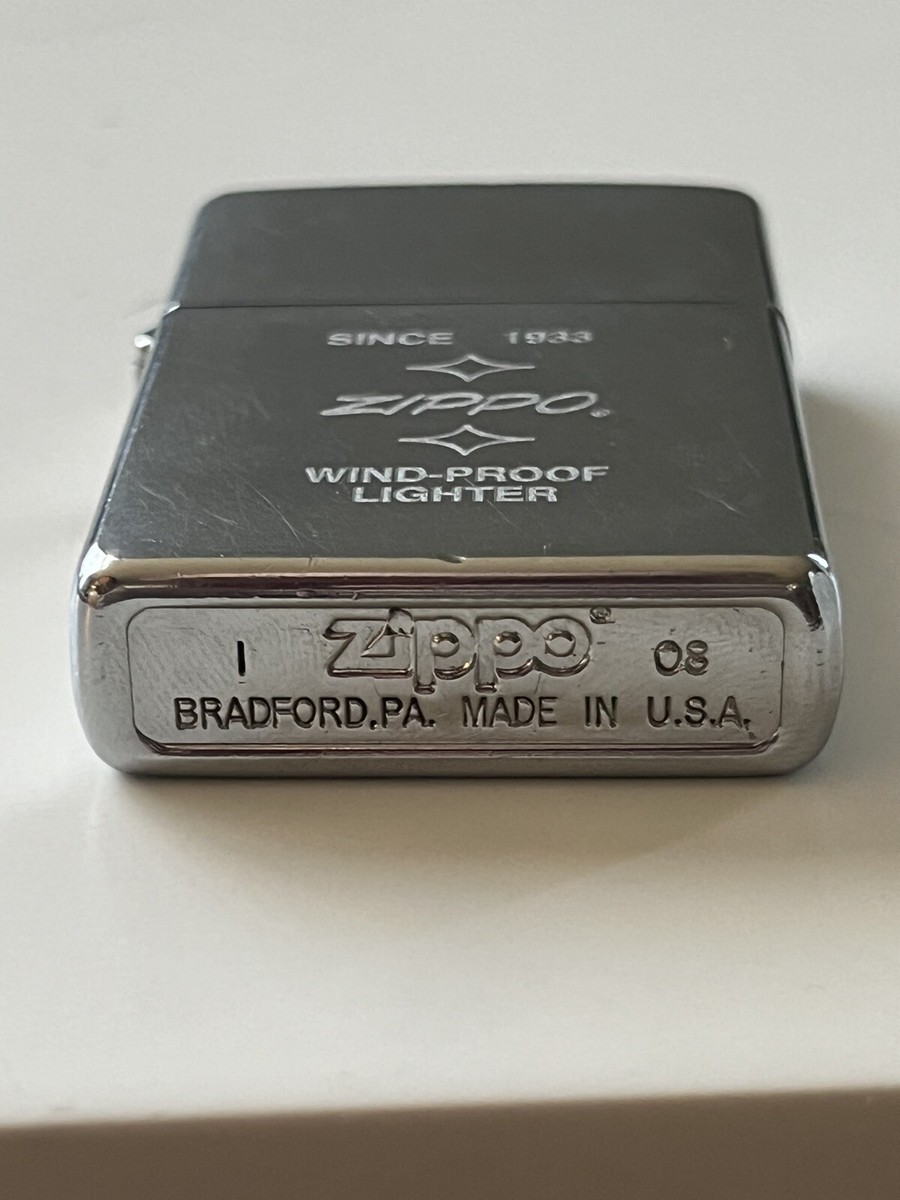 SINCE 1933
ZIPPO®
WIND-PROOF
LIGHTER
I zippo® 08
BRADFORD,PA. MADE IN U.S.A.